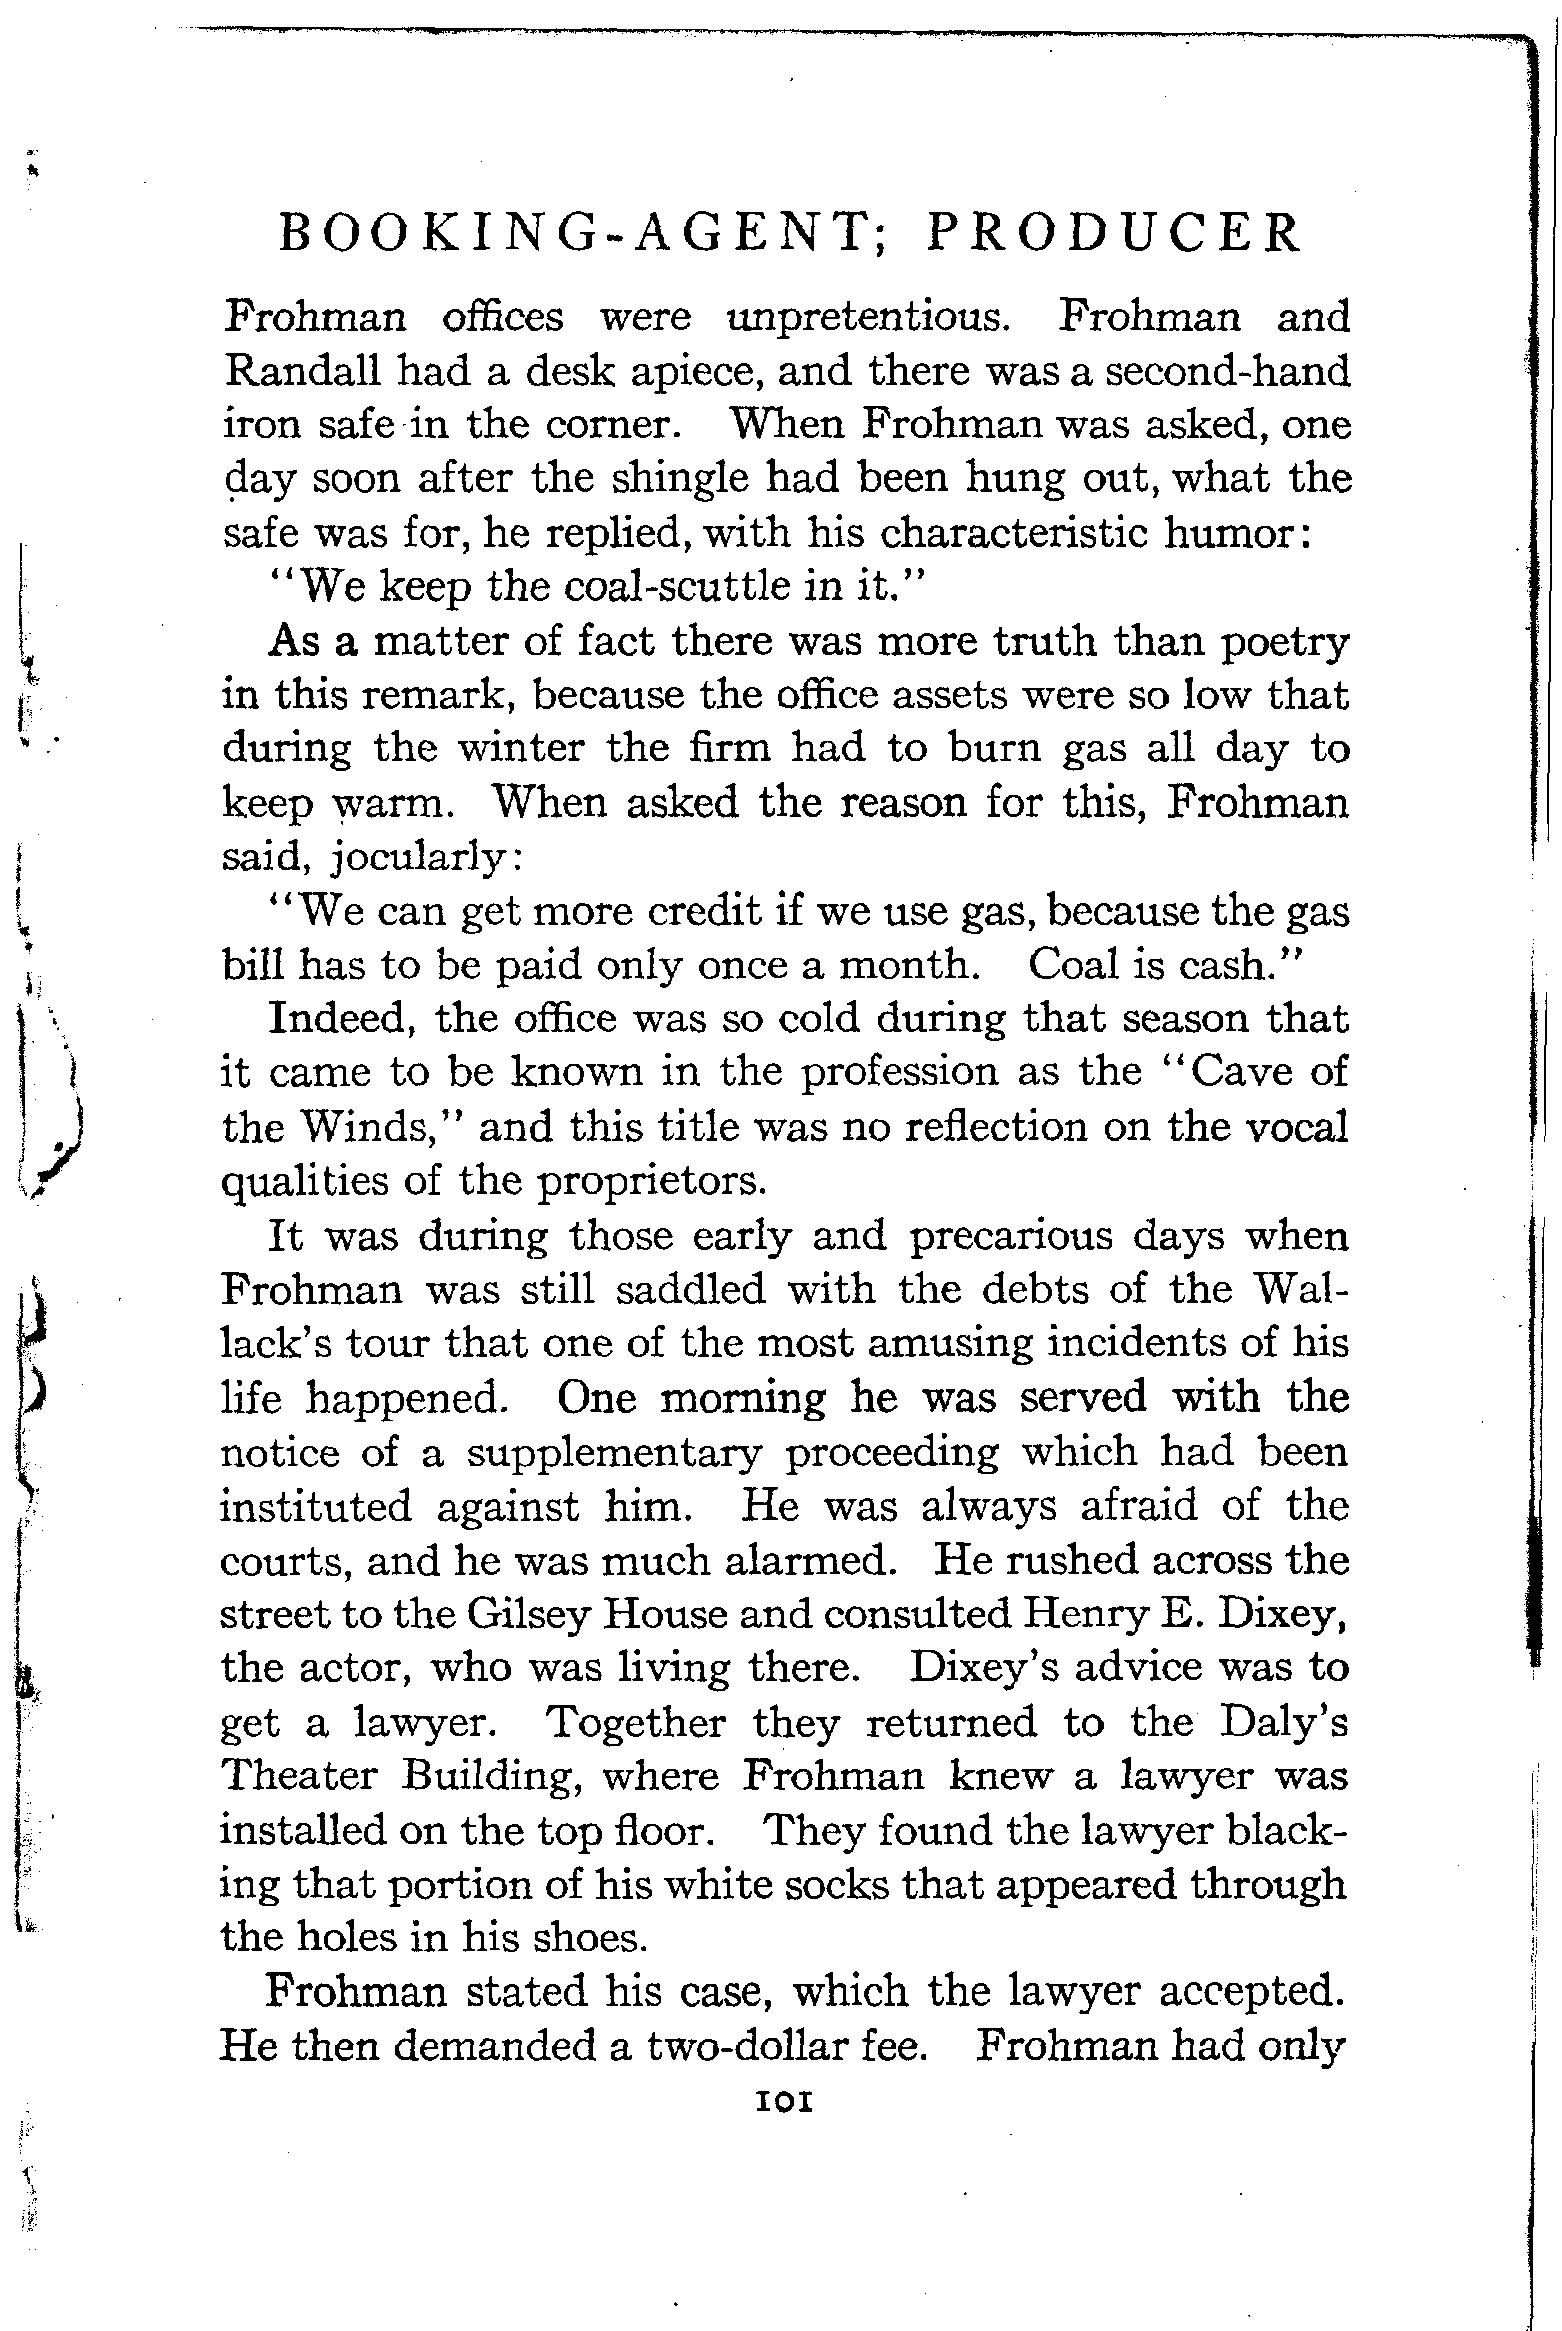 BOOKING-AGENT; PRODUCER
Frohman offices were unpretentious. Frohman and
Randall had a desk apiece, and there was a second-hand
iron safe in the corner. When Frohman was asked, one
day soon after the shingle had been hung out, what the
safe was for, he replied, with his characteristic humor:
"We keep the coal-scuttle in it."
As a matter of fact there was more truth than poetry
in this remark, because the office assets were so low that
during the winter the firm had to burn gas all day to
keep warm. When asked the reason for this, Frohman
said, jocularly:
"We can get more credit if we use gas, because the gas
bill has to be paid only once a month. Coal is cash."
Indeed, the office was so cold during that season that
it came to be known in the profession as the "Cave of
the Winds," and this title was no reflection on the vocal
qualities of the proprietors.
It was during those early and precarious days when
Frohman was still saddled with the debts of the Wal-
lack's tour that one of the most amusing incidents of his
life happened. One morning he was served with the
notice of a supplementary proceeding which had been
instituted against him. He was always afraid of the
courts, and he was much alarmed. He rushed across the
street to the Gilsey House and consulted Henry E. Dixey,
the actor, who was living there. Dixey's advice was to
get a lawyer. Together they returned to the Daly's
Theater Building, where Frohman knew a lawyer was
installed on the top floor. They found the lawyer black-
ing that portion of his white socks that appeared through
the holes in his shoes.
Frohman stated his case, which the lawyer accepted.
He then demanded a two-dollar fee. Frohman had only
101